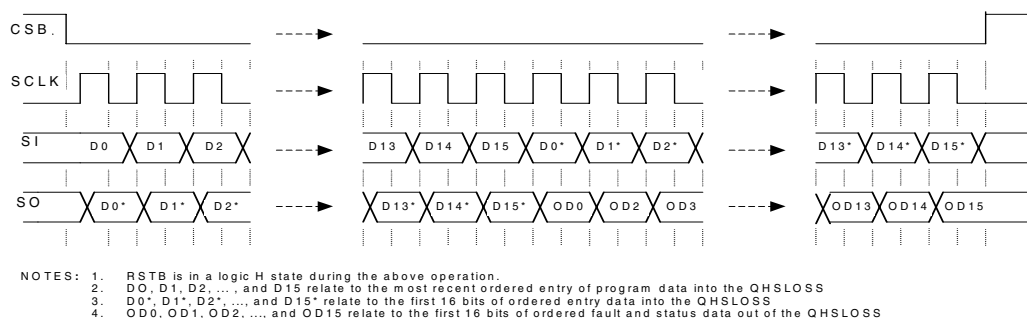 CSB.
SCLK
SI D0 D1 D2 D13 D14 D15 D0* D1* D2* D13* D14* D15*
SO D0* D1* D2* D13* D14* D15* OD0 OD2 OD3 OD13 OD14 OD15
NOTES: 1. RSTB is in a logic H state during the above operation.
2. DO, D1, D2, ... , and D15 relate to the most recent ordered entry of program data into the QHSLOSS
3. D0*, D1*, D2*, ..., and D15* relate to the first 16 bits of ordered entry data into the QHSLOSS
4. OD0, OD1, OD2, ..., and OD15 relate to the first 16 bits of ordered fault and status data out of the QHSLOSS